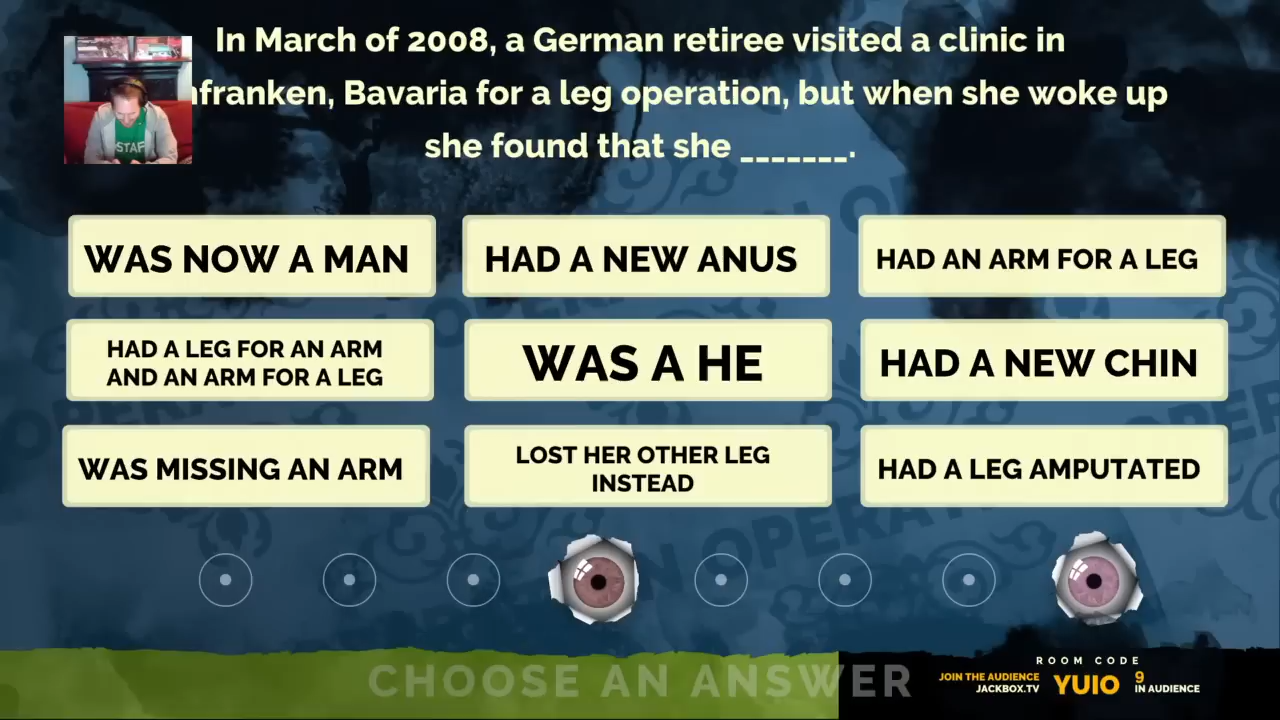 In March of 2008, a German retiree visited a clinic in
franken, Bavaria for a leg operation, but when she woke up
she found that she _______.
STAF
WAS NOW A MAN
HAD A NEW ANUS
HAD AN ARM FOR A LEG
HAD A LEG FOR AN ARM
AND AN ARM FOR A LEG
WAS A HE
HAD A NEW CHIN
WAS MISSING AN ARM
LOST HER OTHER LEG
INSTEAD
HAD A LEG AMPUTATED
CHOOSE AN ANSWER
ROOM CODE
JOIN THE AUDIENCE
JACKBOX.TV
YUIO
9
IN AUDIENCE